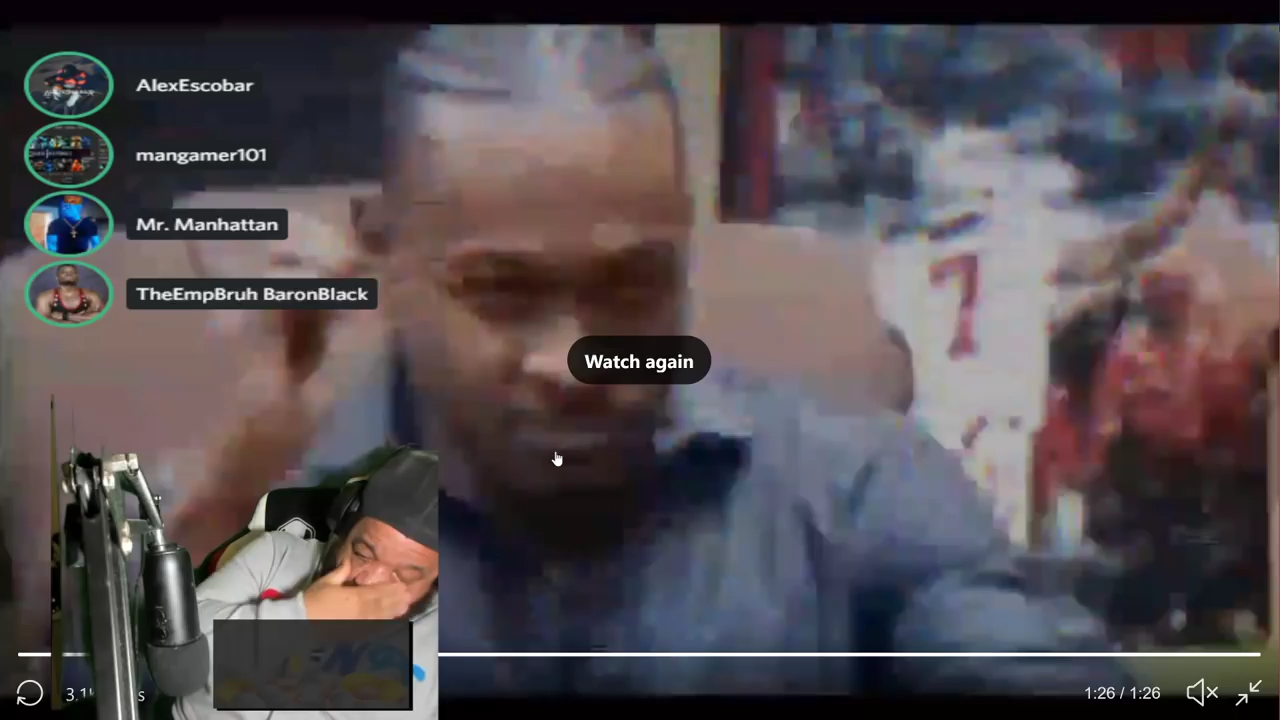 AlexEscobar
mangamer101
Mr. Manhattan
TheEmpBruh BaronBlack
7
Watch again
1:26 / 1:26